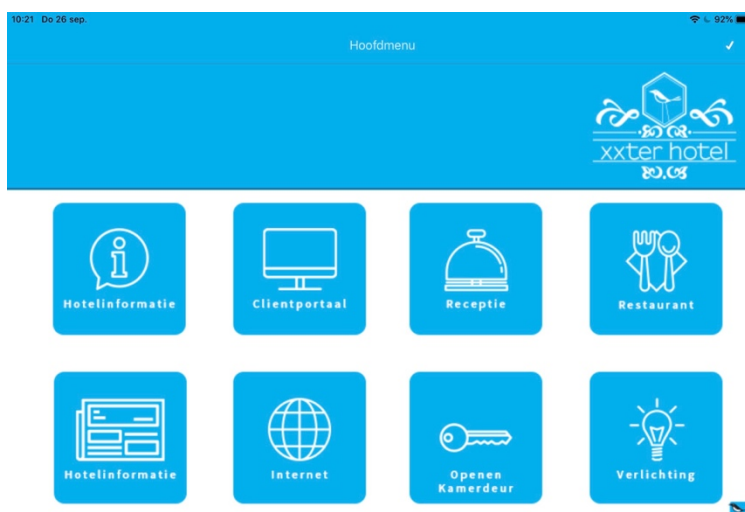 10:21 Do 26 sep.
92%
Hoofdmenu
xxter hotel
Hotelinformatie
Clientportaal
Receptie
Restaurant
Hotelinformatie
Internet
Openen
Kamerdeur
Verlichting